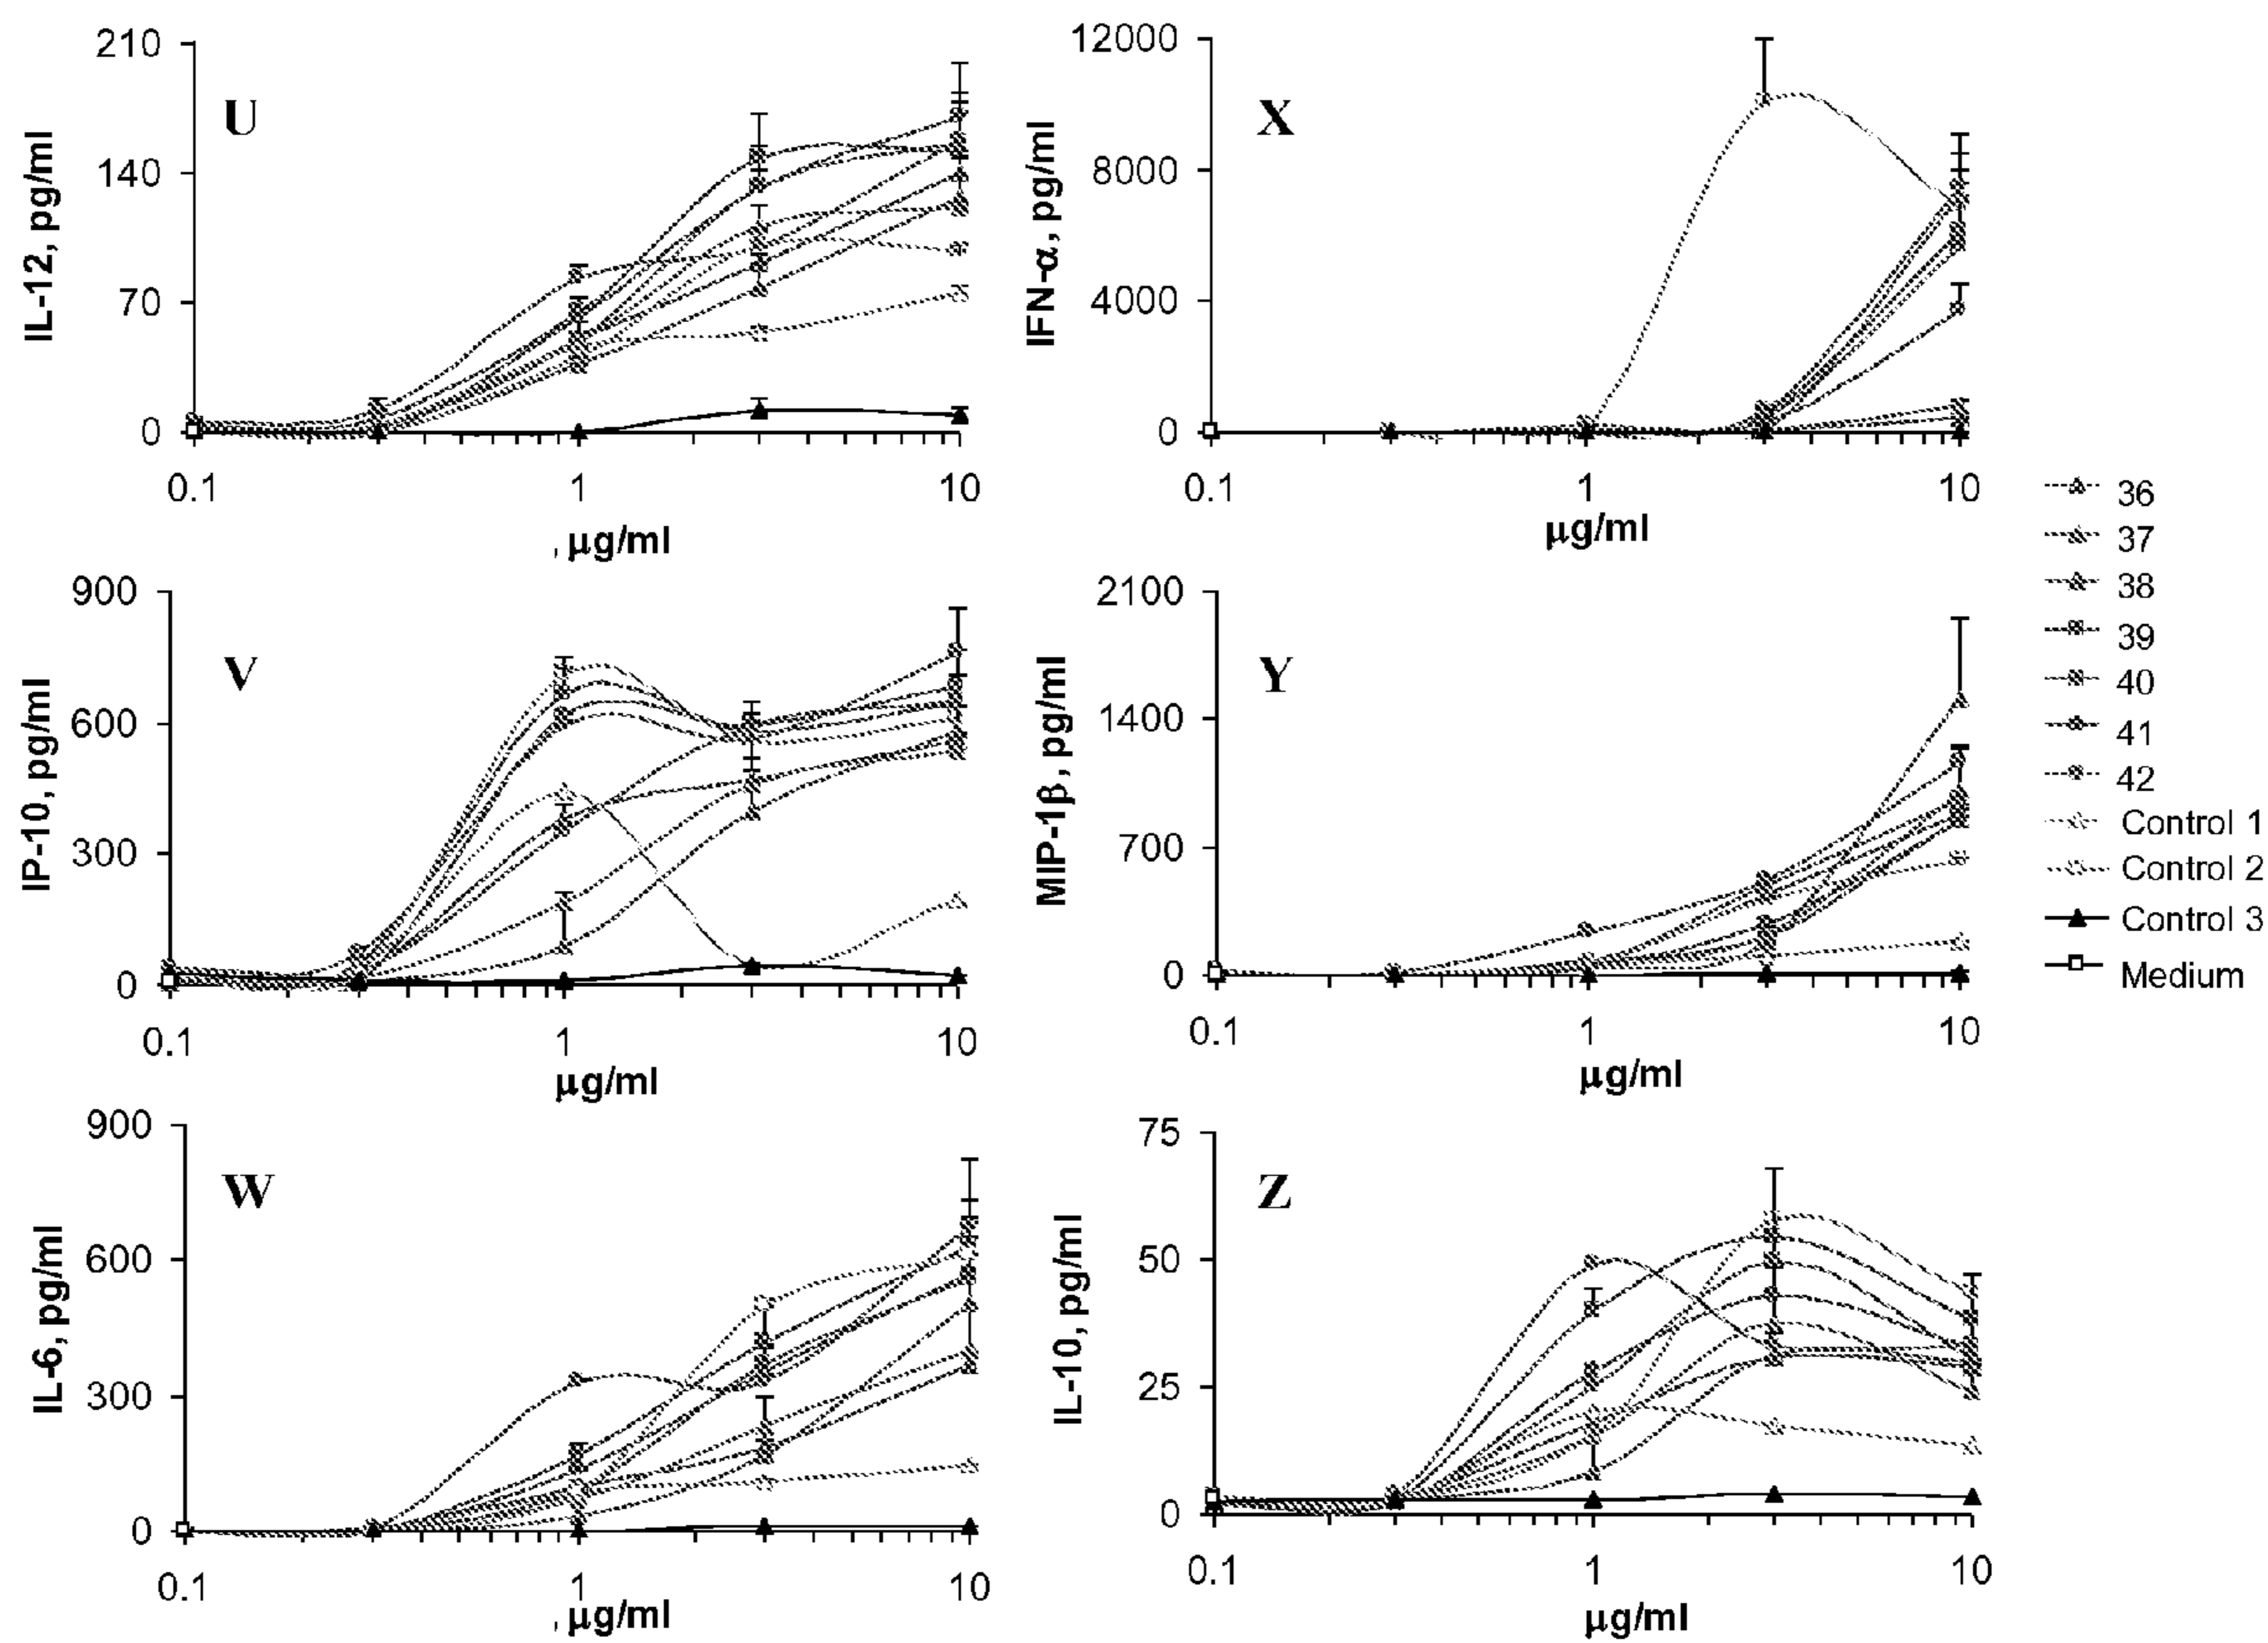 210
140
70
0
IL-12, pg/ml
U
0.1
1
10
, μg/ml
12000
8000
4000
0
IFN-α, pg/ml
X
0.1
1
10
μg/ml
900
600
300
0
IP-10, pg/ml
V
0.1
1
10
μg/ml
2100
1400
700
0
MIP-1β, pg/ml
Y
0.1
1
10
μg/ml
900
600
300
0
IL-6, pg/ml
W
0.1
1
10
, μg/ml
75
50
25
0
IL-10, pg/ml
Z
0.1
1
10
μg/ml
36
37
38
39
40
41
42
Control 1
Control 2
Control 3
Medium